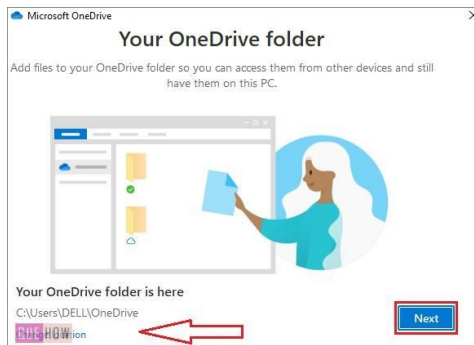 Microsoft OneDrive
Your OneDrive folder
Add files to your OneDrive folder so you can access them from other devices and still
have them on this PC.
Your OneDrive folder is here
C:\Users\DELL\OneDrive
Next